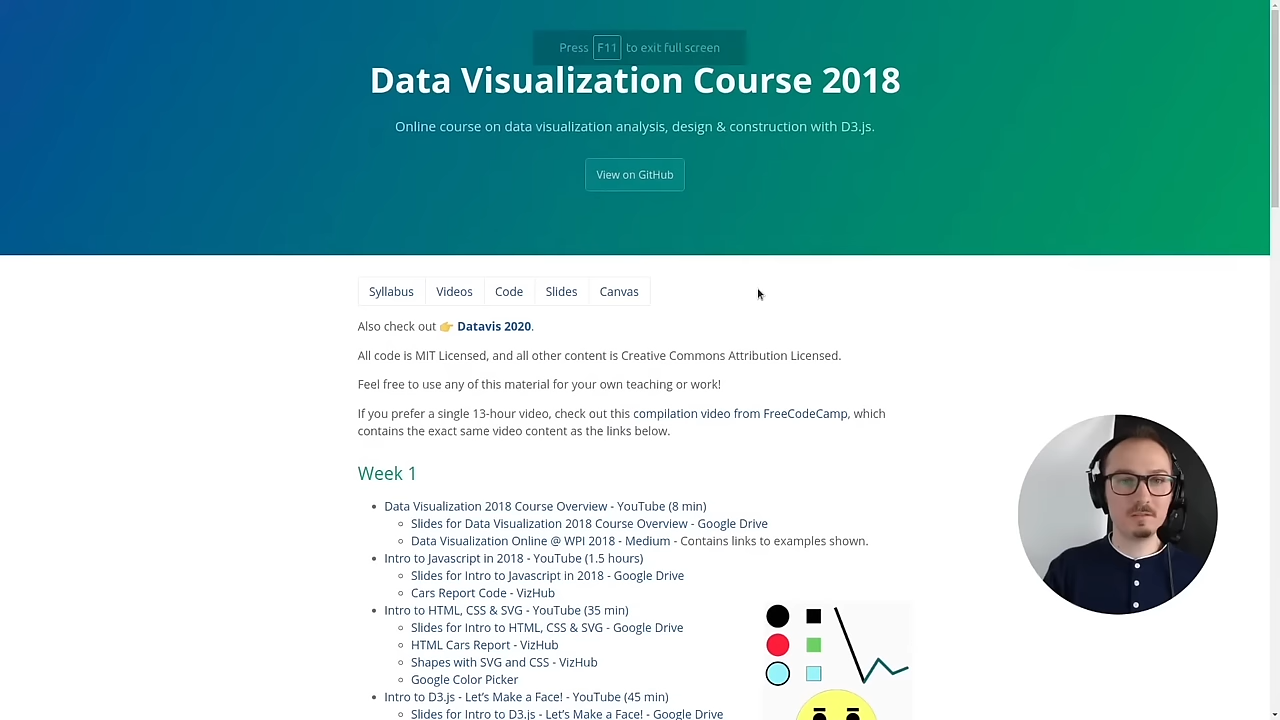 Press F11 to exit full screen
Data Visualization Course 2018
Online course on data visualization analysis, design & construction with D3.js.
View on GitHub
Syllabus Videos Code Slides Canvas
Also check out 👉 Datavis 2020.
All code is MIT Licensed, and all other content is Creative Commons Attribution Licensed.
Feel free to use any of this material for your own teaching or work!
If you prefer a single 13-hour video, check out this compilation video from FreeCodeCamp, which
contains the exact same video content as the links below.
Week 1
Data Visualization 2018 Course Overview - YouTube (8 min)
Slides for Data Visualization 2018 Course Overview - Google Drive
Data Visualization Online @ WPI 2018 - Medium - Contains links to examples shown.
Intro to Javascript in 2018 - YouTube (1.5 hours)
Slides for Intro to Javascript in 2018 - Google Drive
Cars Report Code - VizHub
Intro to HTML, CSS & SVG - YouTube (35 min)
Slides for Intro to HTML, CSS & SVG - Google Drive
HTML Cars Report - VizHub
Shapes with SVG and CSS - VizHub
Google Color Picker
Intro to D3.js - Let’s Make a Face! - YouTube (45 min)
Slides for Intro to D3.js - Let’s Make a Face! - Google Drive